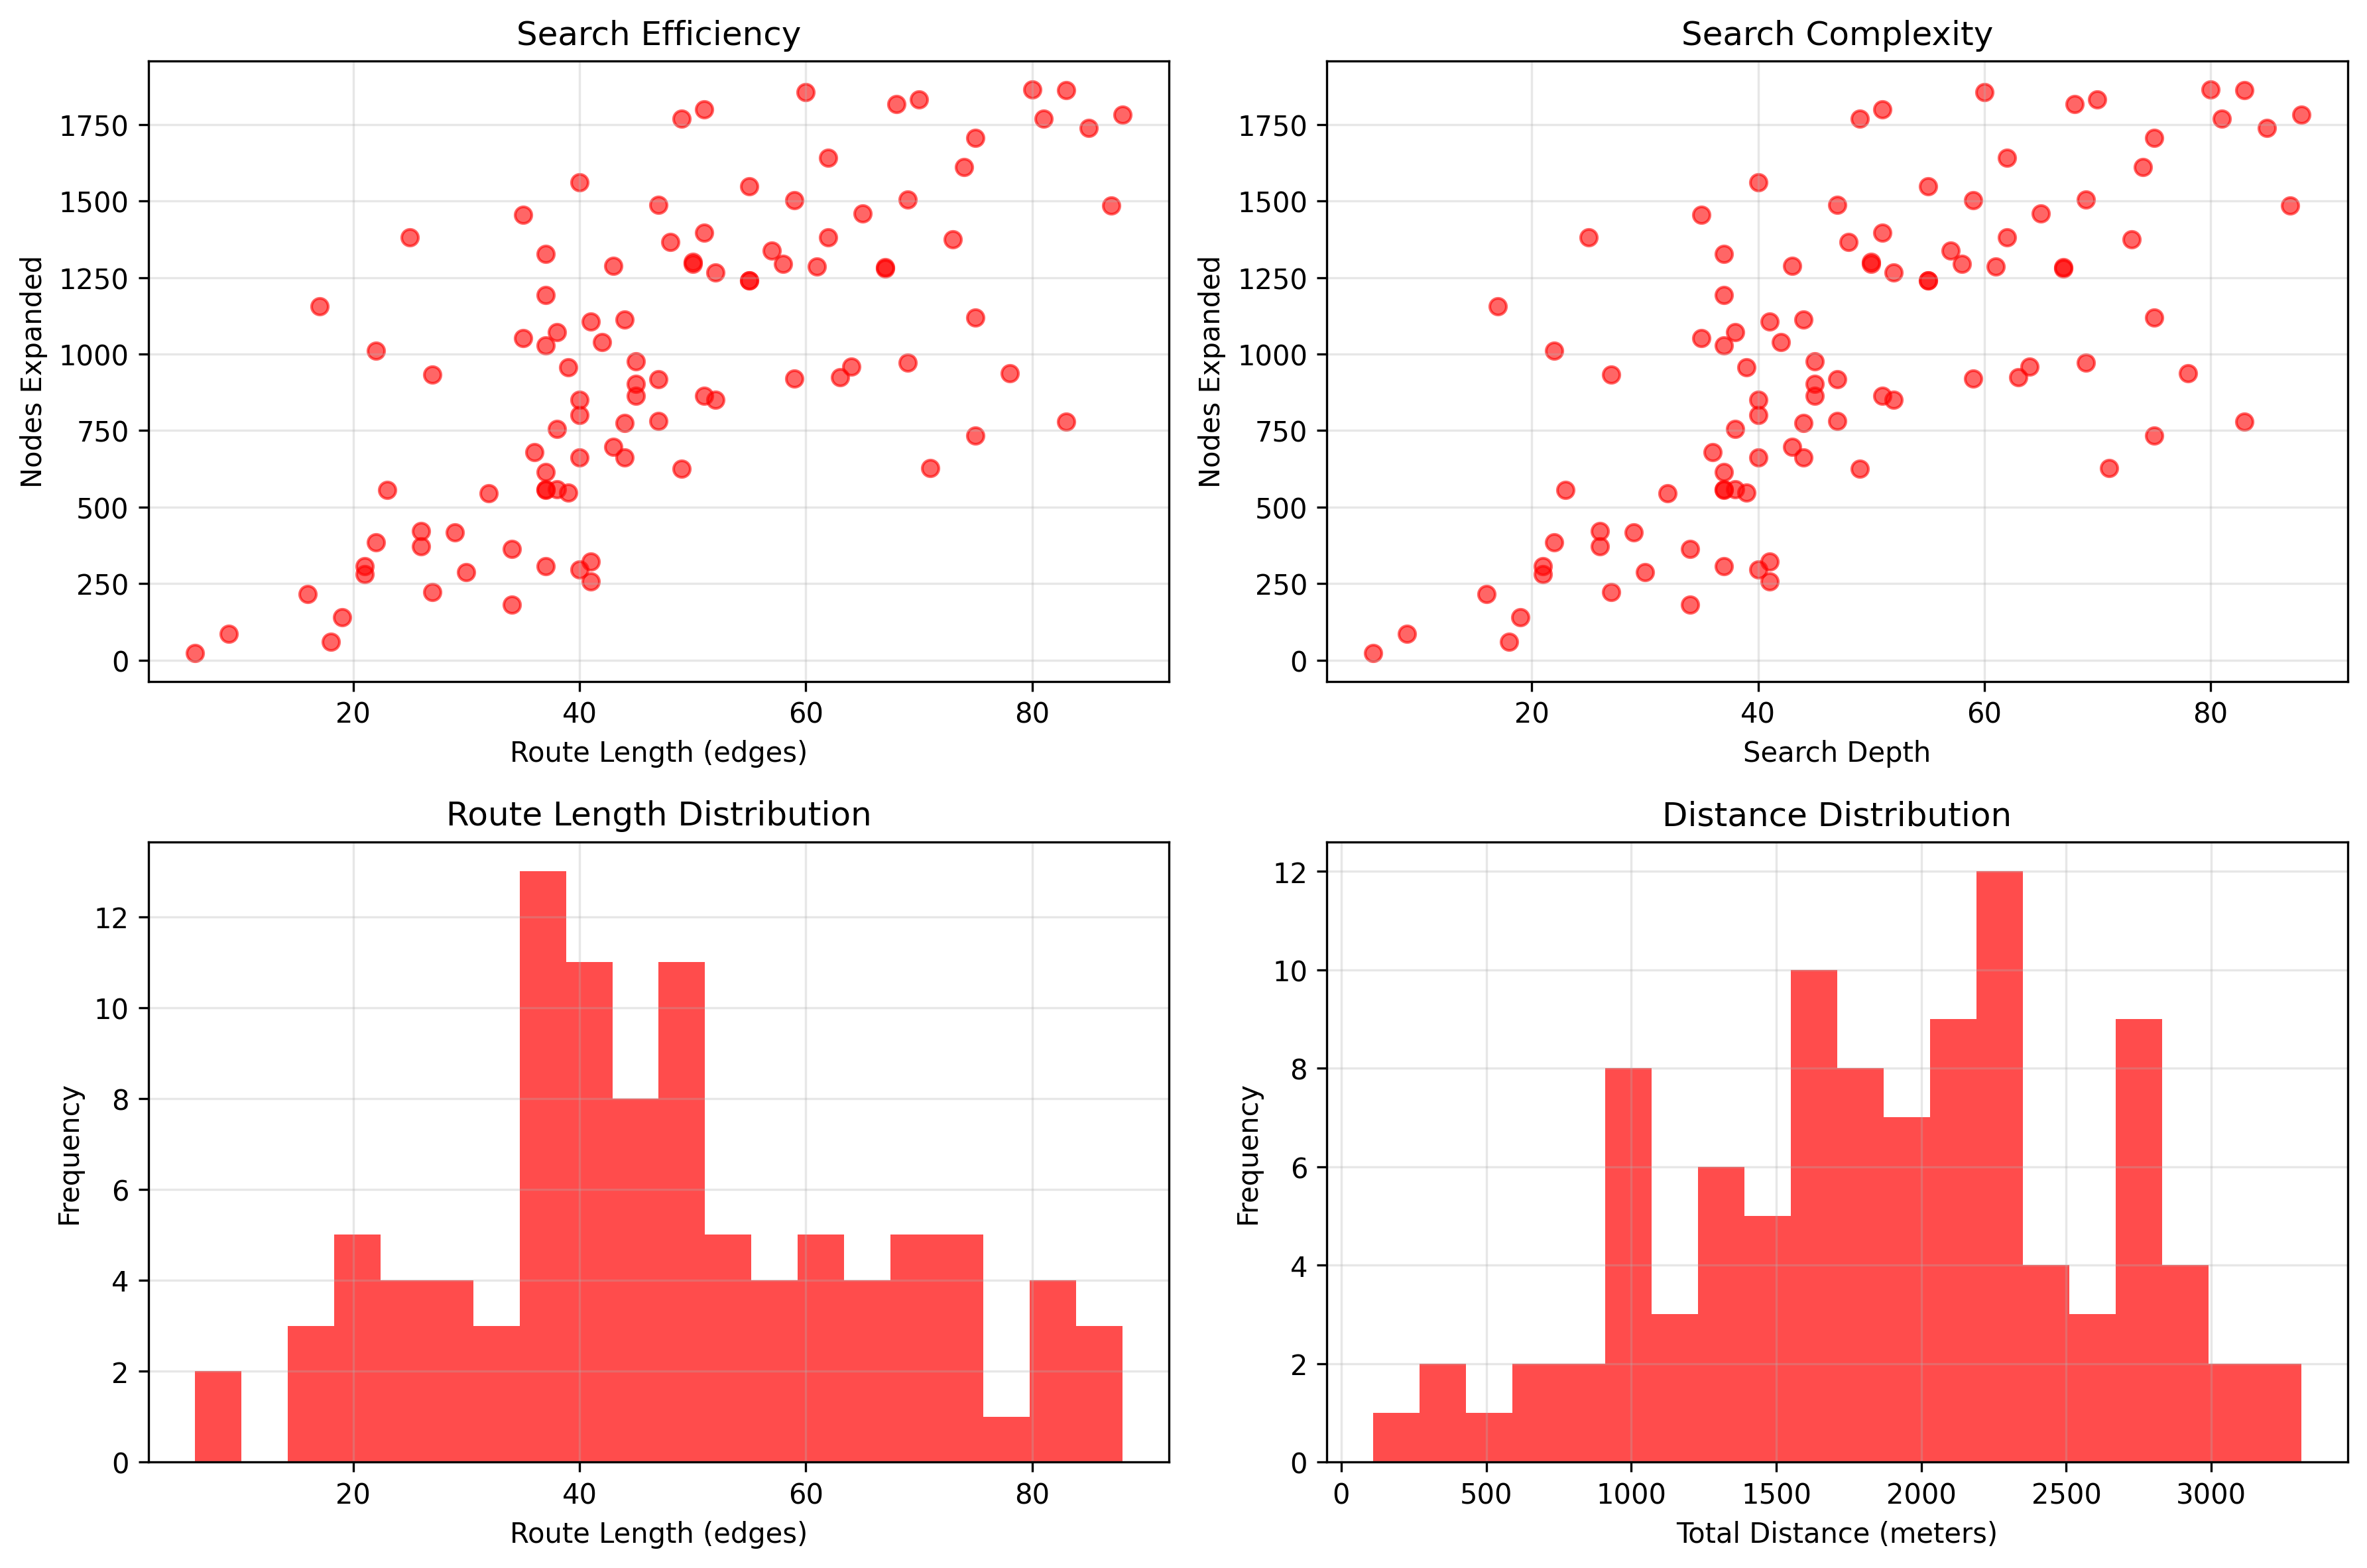 Search Efficiency
Nodes Expanded
1750
1500
1250
1000
750
500
250
0
20 40 60 80
Route Length (edges)
Search Complexity
Nodes Expanded
1750
1500
1250
1000
750
500
250
0
20 40 60 80
Search Depth
Route Length Distribution
Frequency
12
10
8
6
4
2
0
20 40 60 80
Route Length (edges)
Distance Distribution
Frequency
12
10
8
6
4
2
0
0 500 1000 1500 2000 2500 3000
Total Distance (meters)